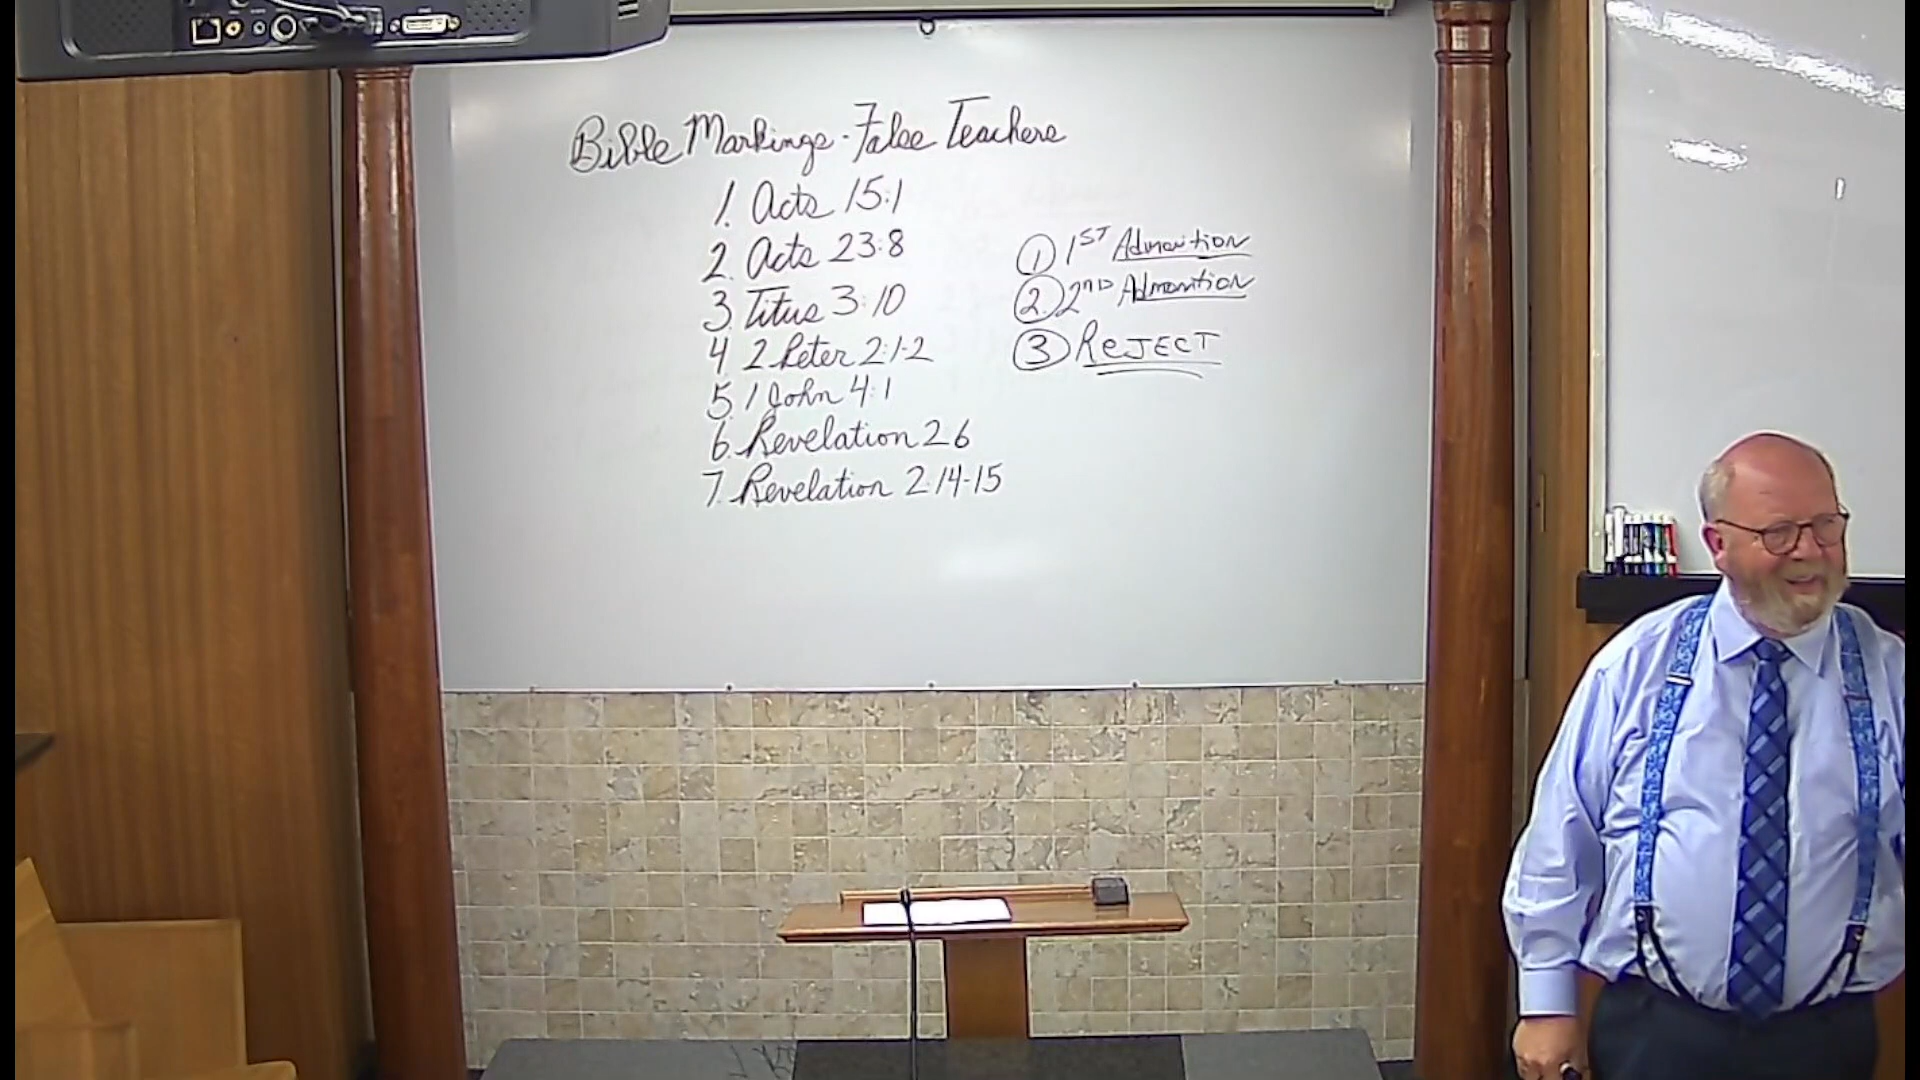 Bible Markings - False Teachers
1. Acts 15:1
2. Acts 23:8
3. Titus 3:10
4 2 Peter 2:1-2
5. 1 John 4:1
6. Revelation 2:6
7. Revelation 2:14-15
1 1ST Admonition
2 2ND Admonition
3 ReJECT